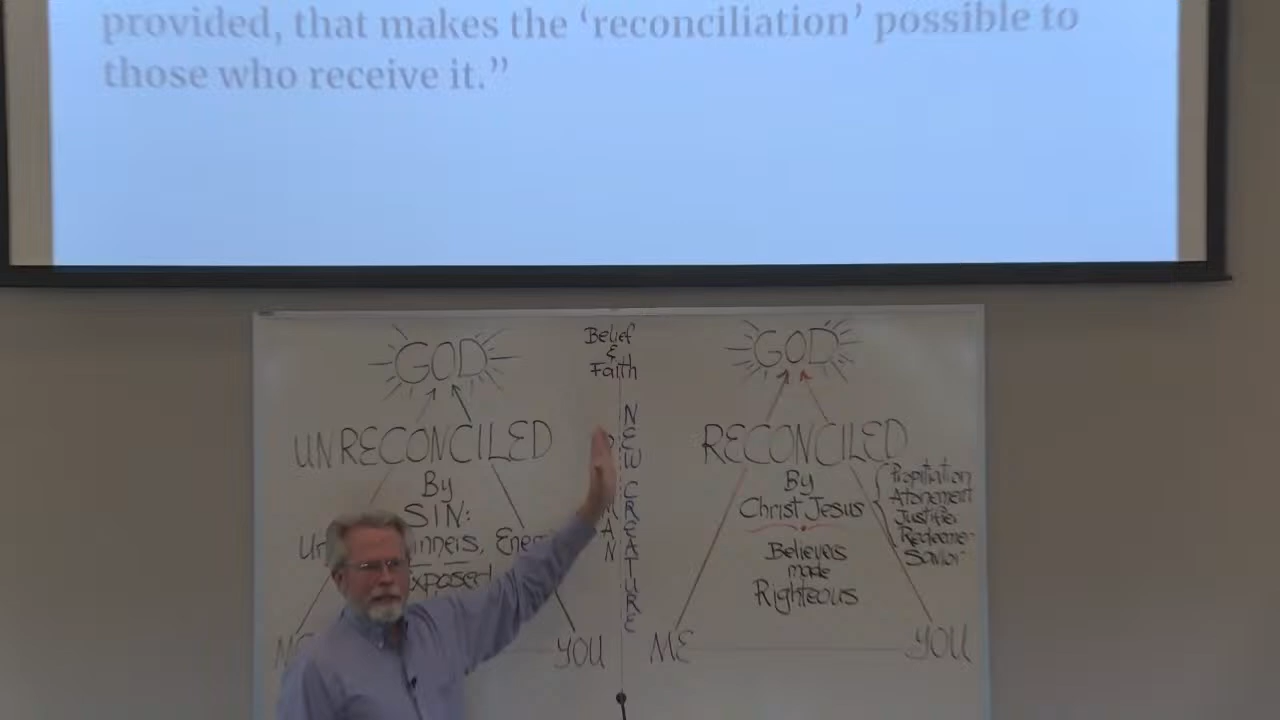 provided, that makes the ‘reconciliation’ possible to
those who receive it.”
GOD
UNRECONCILED
By
SIN:
YOU
Belief
&
Faith
NEW CREATURE
GOD
RECONCILED
By
Christ Jesus
Believers
made
Righteous
Propitiation
Atonement
Justifier
Redeemer
Savior
ME
YOU